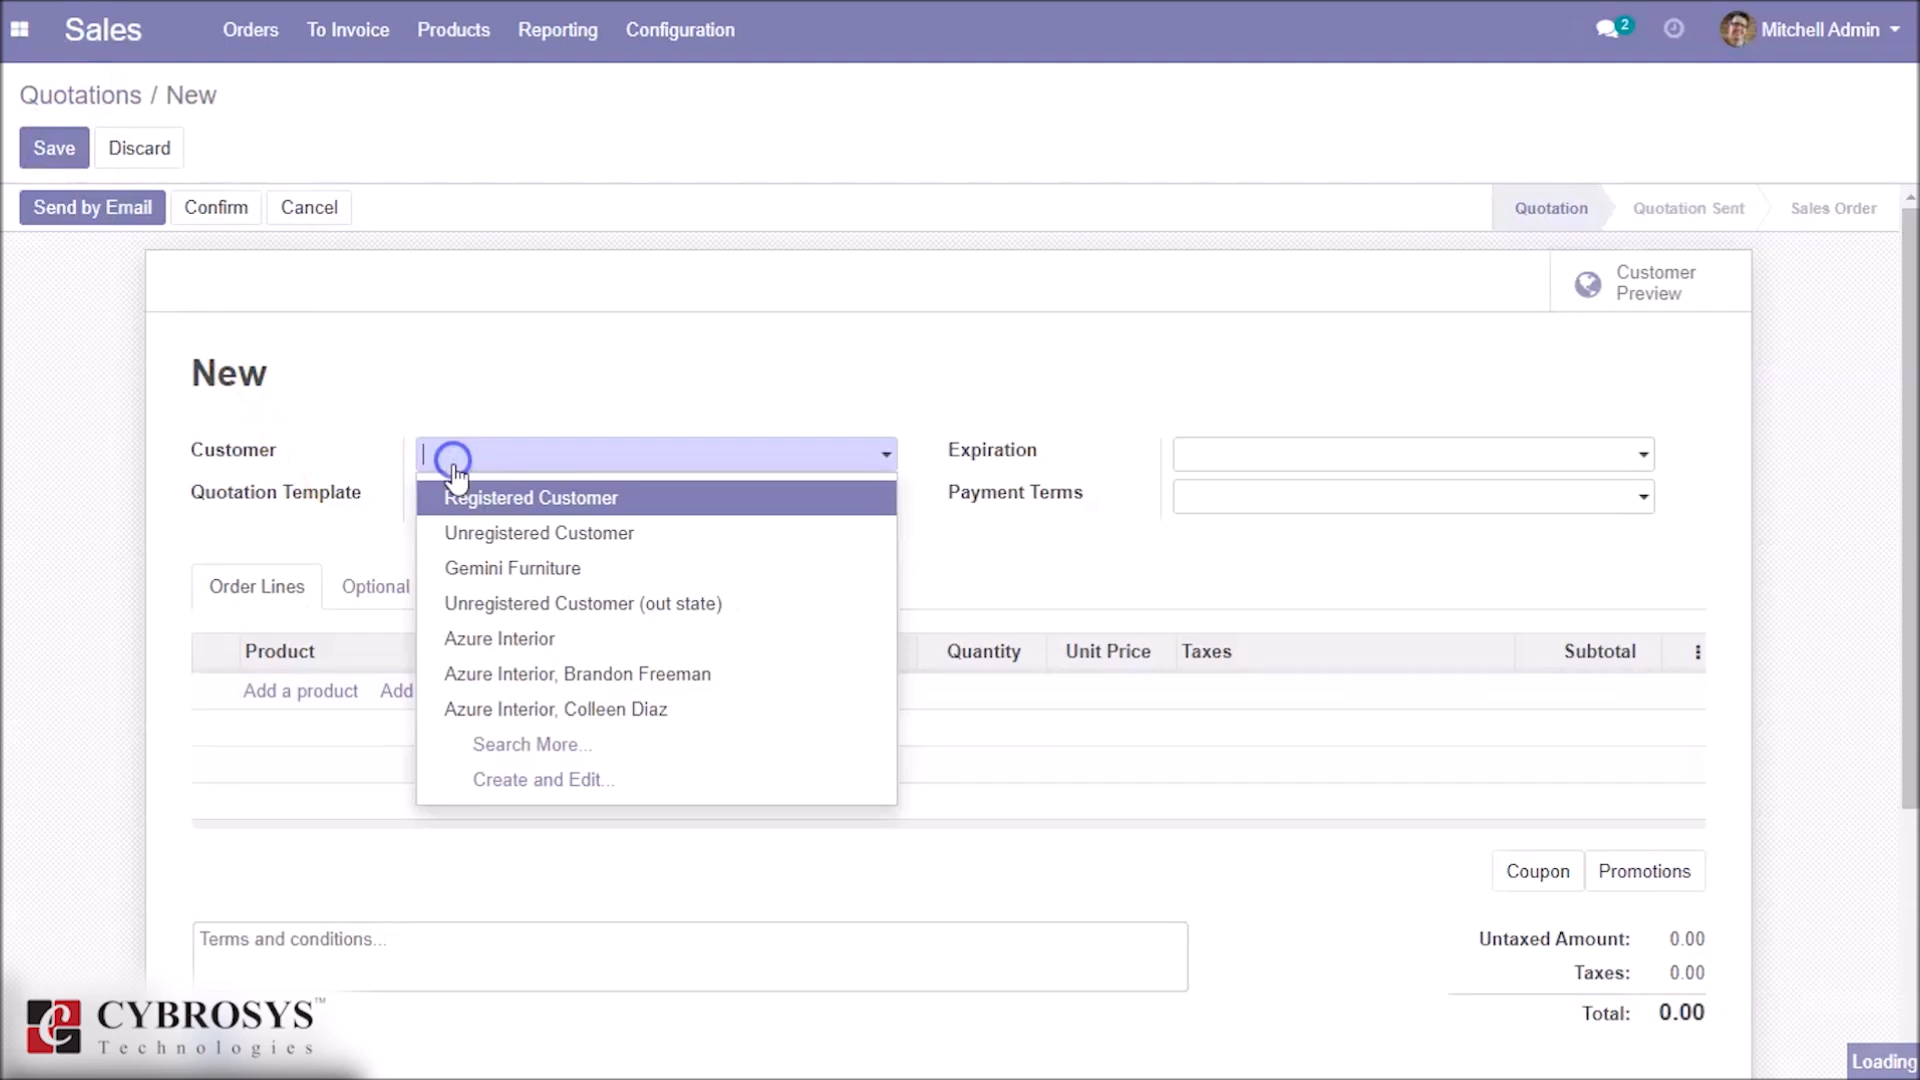 Sales Orders To Invoice Products Reporting Configuration 2 Mitchell Admin
Quotations / New
Save Discard
Send by Email Confirm Cancel Quotation Quotation Sent Sales Order
Customer
Preview
New
Customer Expiration
Quotation Template Payment Terms
Registered Customer
Unregistered Customer
Gemini Furniture
Unregistered Customer (out state)
Azure Interior
Azure Interior, Brandon Freeman
Azure Interior, Colleen Diaz
Search More...
Create and Edit...
Order Lines Optional
Product Quantity Unit Price Taxes Subtotal
Add a product Add
Coupon Promotions
Terms and conditions...
Untaxed Amount: 0.00
Taxes: 0.00
Total: 0.00
CYBROSYS™
Technologies
Loading